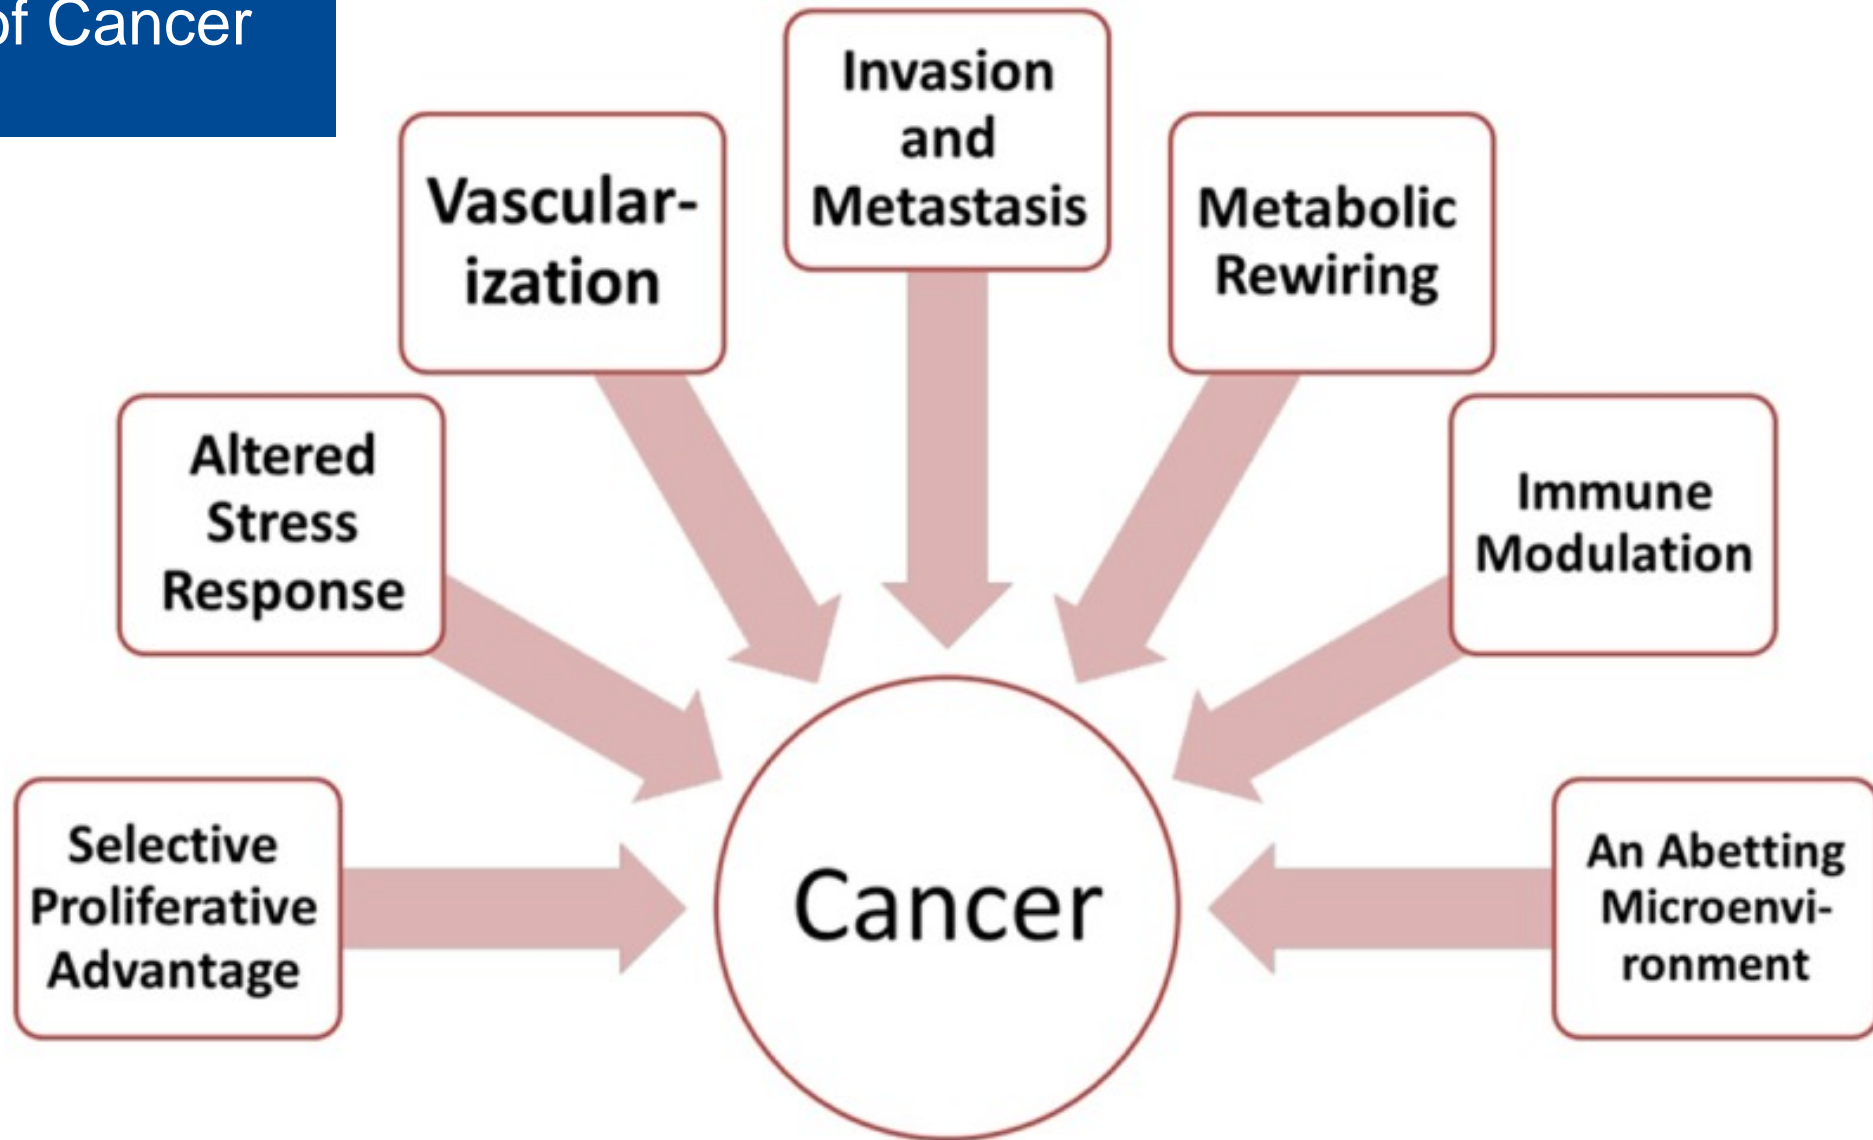 of Cancer
Invasion
and
Metastasis
Vascular-
ization
Metabolic
Rewiring
Altered
Stress
Response
Immune
Modulation
Selective
Proliferative
Advantage
Cancer
An Abetting
Microenvi-
ronment